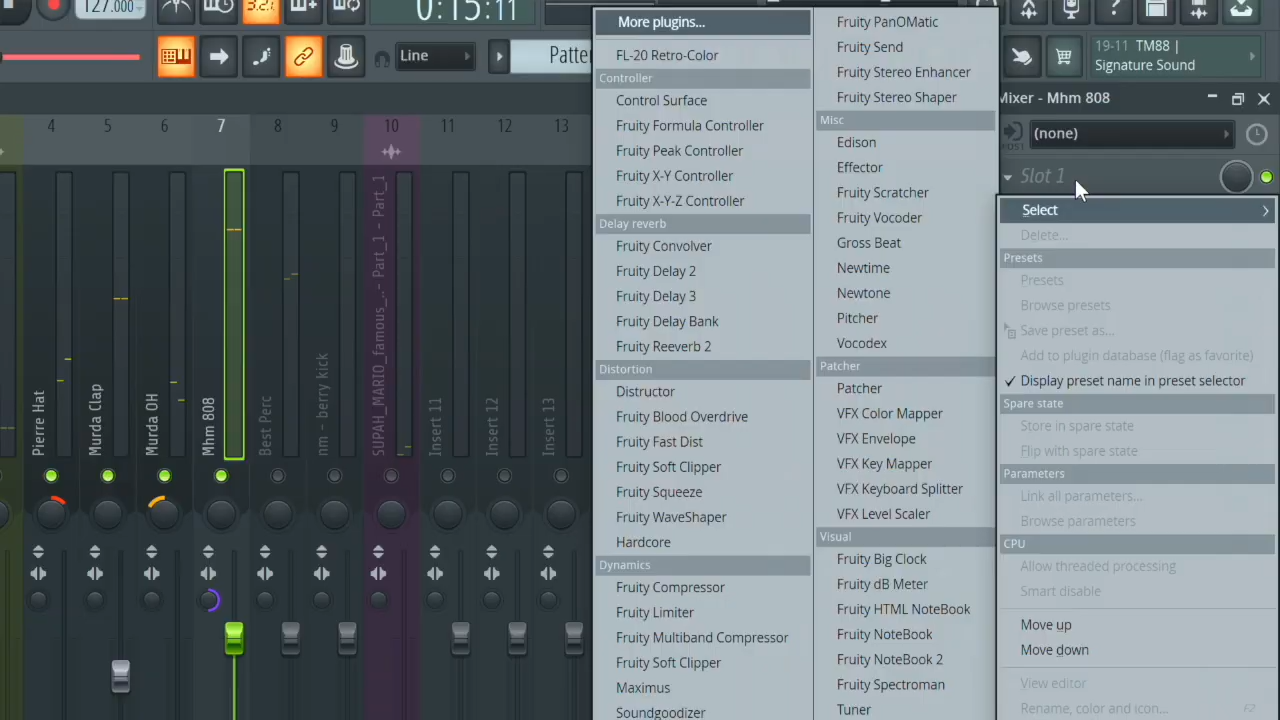 127.000
3.2.
0:15:11
Line
Patte
19-11 TM88 |
Signature Sound
Mixer - Mhm 808
(none)
Slot 1
4
5
6
7
8
9
10
11
12
13
Pierre Hat
Murda Clap
Murda OH
Mhm 808
Best Perc
nm - berry kick
SUPAH_MARIO_famous_..- Part_1 - Part_1
Insert 11
Insert 12
Insert 13
More plugins...
FL-20 Retro-Color
Controller
Control Surface
Fruity Formula Controller
Fruity Peak Controller
Fruity X-Y Controller
Fruity X-Y-Z Controller
Delay reverb
Fruity Convolver
Fruity Delay 2
Fruity Delay 3
Fruity Delay Bank
Fruity Reeverb 2
Distortion
Distructor
Fruity Blood Overdrive
Fruity Fast Dist
Fruity Soft Clipper
Fruity Squeeze
Fruity WaveShaper
Hardcore
Dynamics
Fruity Compressor
Fruity Limiter
Fruity Multiband Compressor
Fruity Soft Clipper
Maximus
Soundgoodizer
Fruity PanOMatic
Fruity Send
Fruity Stereo Enhancer
Fruity Stereo Shaper
Misc
Edison
Effector
Fruity Scratcher
Fruity Vocoder
Gross Beat
Newtime
Newtone
Pitcher
Vocodex
Patcher
Patcher
VFX Color Mapper
VFX Envelope
VFX Key Mapper
VFX Keyboard Splitter
VFX Level Scaler
Visual
Fruity Big Clock
Fruity dB Meter
Fruity HTML NoteBook
Fruity NoteBook
Fruity NoteBook 2
Fruity Spectroman
Tuner
Select
Delete...
Presets
Presets
Browse presets
Save preset as...
Add to plugin database (flag as favorite)
Display preset name in preset selector
Spare state
Store in spare state
Flip with spare state
Parameters
Link all parameters...
Browse parameters
CPU
Allow threaded processing
Smart disable
Move up
Move down
View editor
Rename, color and icon... F2